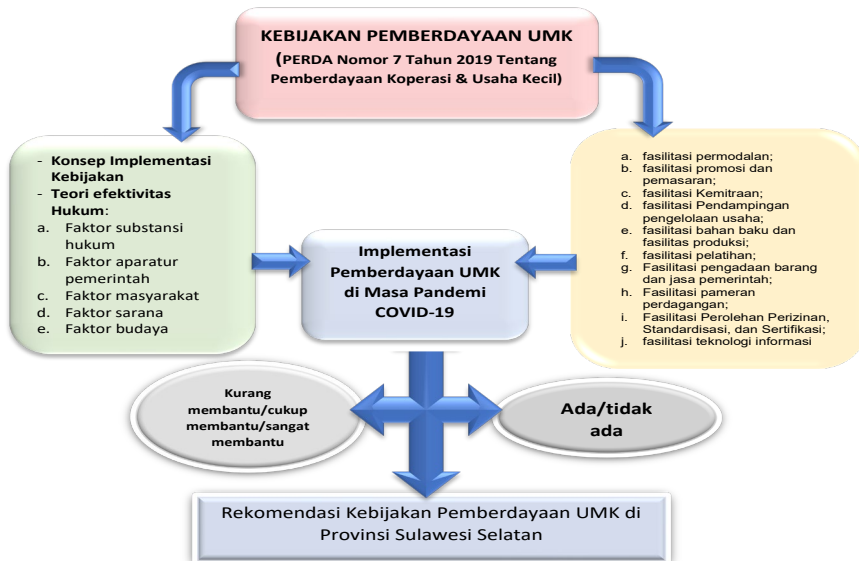 KEBIJAKAN PEMBERDAYAAN UMK
(PERDA Nomor 7 Tahun 2019 Tentang
Pemberdayaan Koperasi & Usaha Kecil)
- Konsep Implementasi
Kebijakan
- Teori efektivitas
Hukum:
a. Faktor substansi
hukum
b. Faktor aparatur
pemerintah
c. Faktor masyarakat
d. Faktor sarana
e. Faktor budaya
Implementasi
Pemberdayaan UMK
di Masa Pandemi
COVID-19
a. fasilitasi permodalan;
b. fasilitasi promosi dan
pemasaran;
c. fasilitasi Kemitraan;
d. fasilitasi Pendampingan
pengelolaan usaha;
e. fasilitasi bahan baku dan
fasilitas produksi;
f. fasilitasi pelatihan;
g. Fasilitasi pengadaan barang
dan jasa pemerintah;
h. Fasilitasi pameran
perdagangan;
i. Fasilitasi Perolehan Perizinan,
Standardisasi, dan Sertifikasi;
j. fasilitasi teknologi informasi
Kurang
membantu/cukup
membantu/sangat
membantu
Ada/tidak
ada
Rekomendasi Kebijakan Pemberdayaan UMK di
Provinsi Sulawesi Selatan